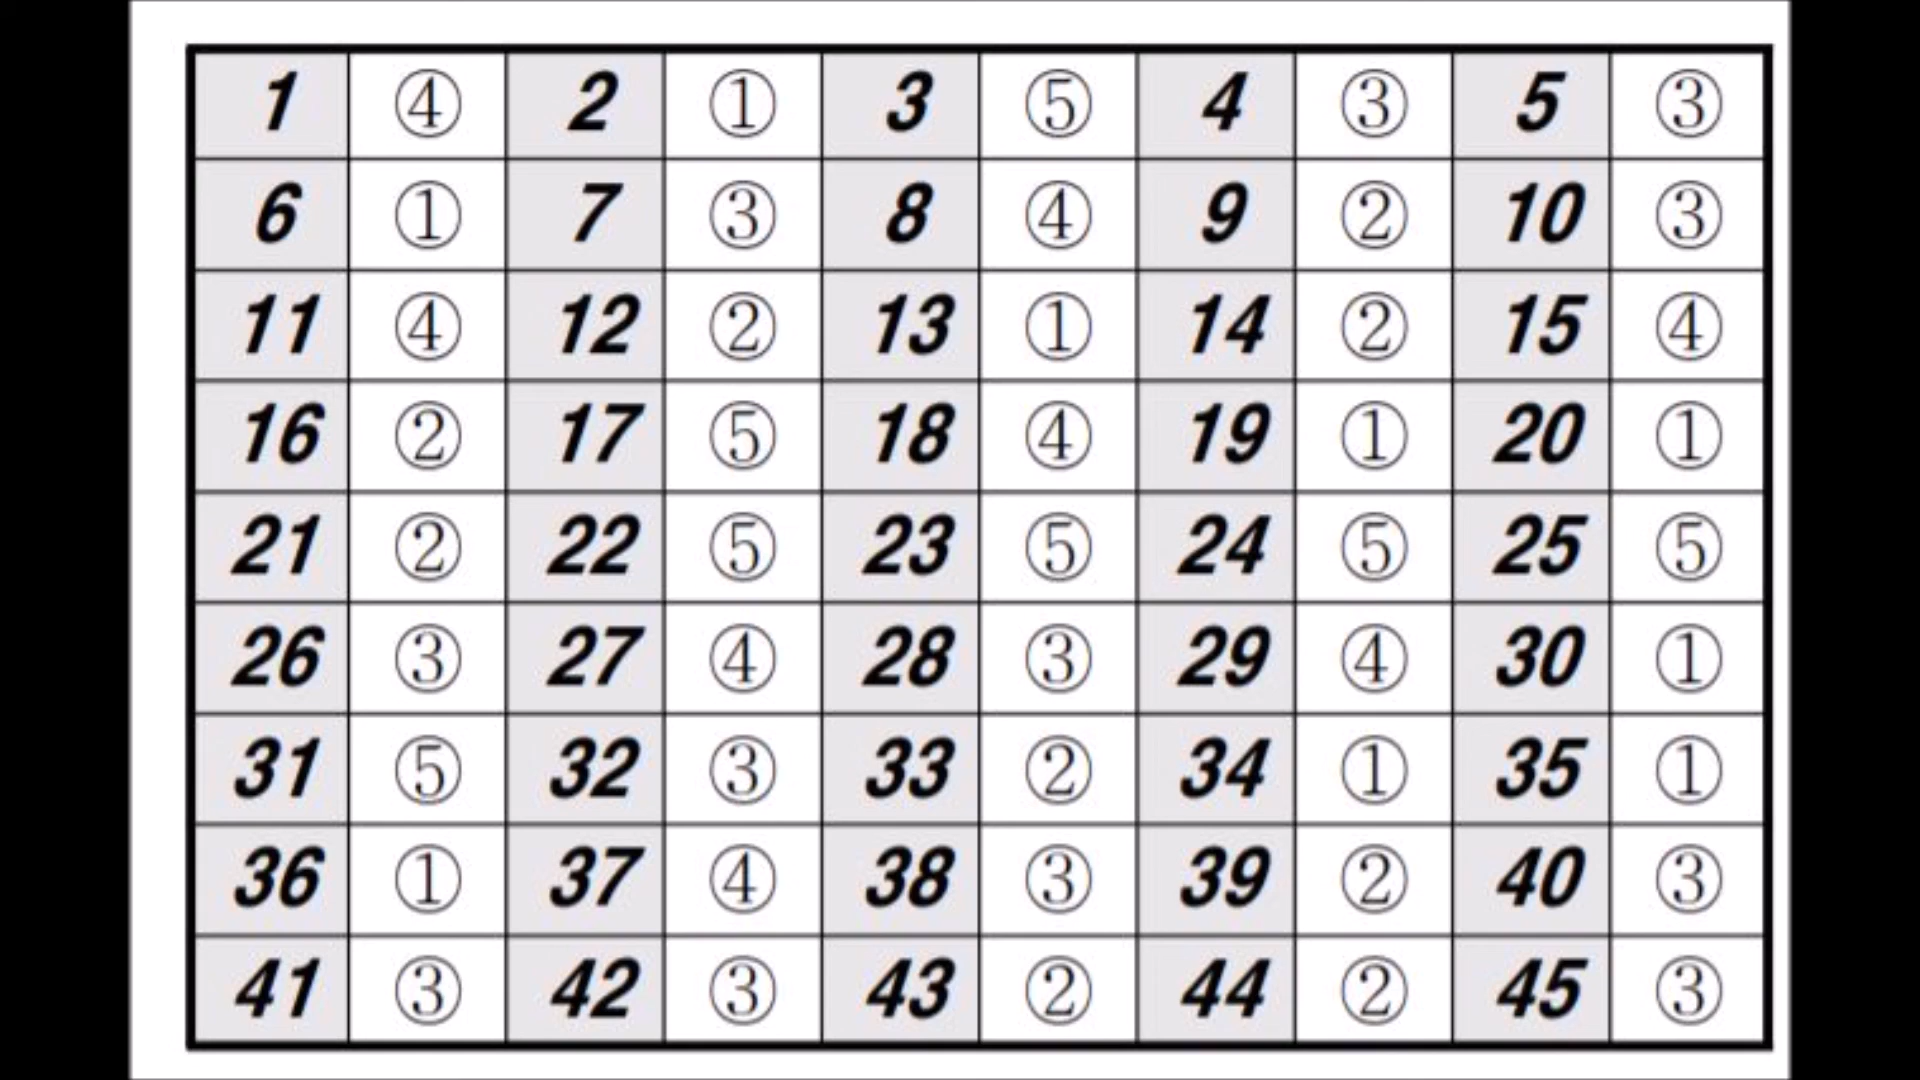 1 ④ 2 ① 3 ⑤ 4 ③ 5 ③
6 ① 7 ③ 8 ④ 9 ② 10 ③
11 ④ 12 ② 13 ① 14 ② 15 ④
16 ② 17 ⑤ 18 ④ 19 ① 20 ①
21 ② 22 ⑤ 23 ⑤ 24 ⑤ 25 ⑤
26 ③ 27 ④ 28 ③ 29 ④ 30 ①
31 ⑤ 32 ③ 33 ② 34 ① 35 ①
36 ① 37 ④ 38 ③ 39 ② 40 ③
41 ③ 42 ③ 43 ② 44 ② 45 ③